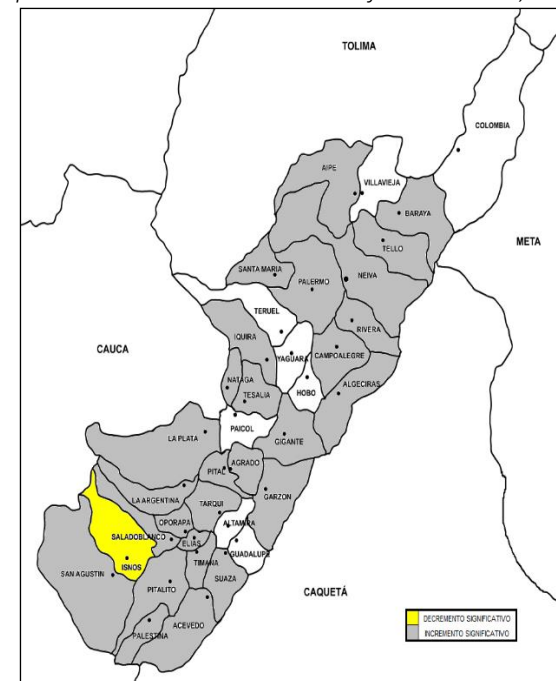 TOLIMA
COLOMBIA
AIPE
VILLAVIEJA
BARAYA
META
TELLO
SANTA MARIA
NEIVA
PALERMO
TERUEL
RIVERA
CAUCA
IQUIRA
YAGUARA
CAMPOALEGRE
NATAGA
HOBO
ALGECIRAS
TESALIA
PAICOL
LA PLATA
GIGANTE
PITAL
AGRADO
GARZON
LA ARGENTINA
TARQUI
OPORAPA
ALTAMIRA
SALADOBLANCO
ELIAS
GUADALUPE
TIMANA
ISNOS
SAN AGUSTIN
SUAZA
PITALITO
CAQUETÁ
ACEVEDO
PALESTINA
DECREMENTO SIGNIFICATIVO
INCREMENTO SIGNIFICATIVO